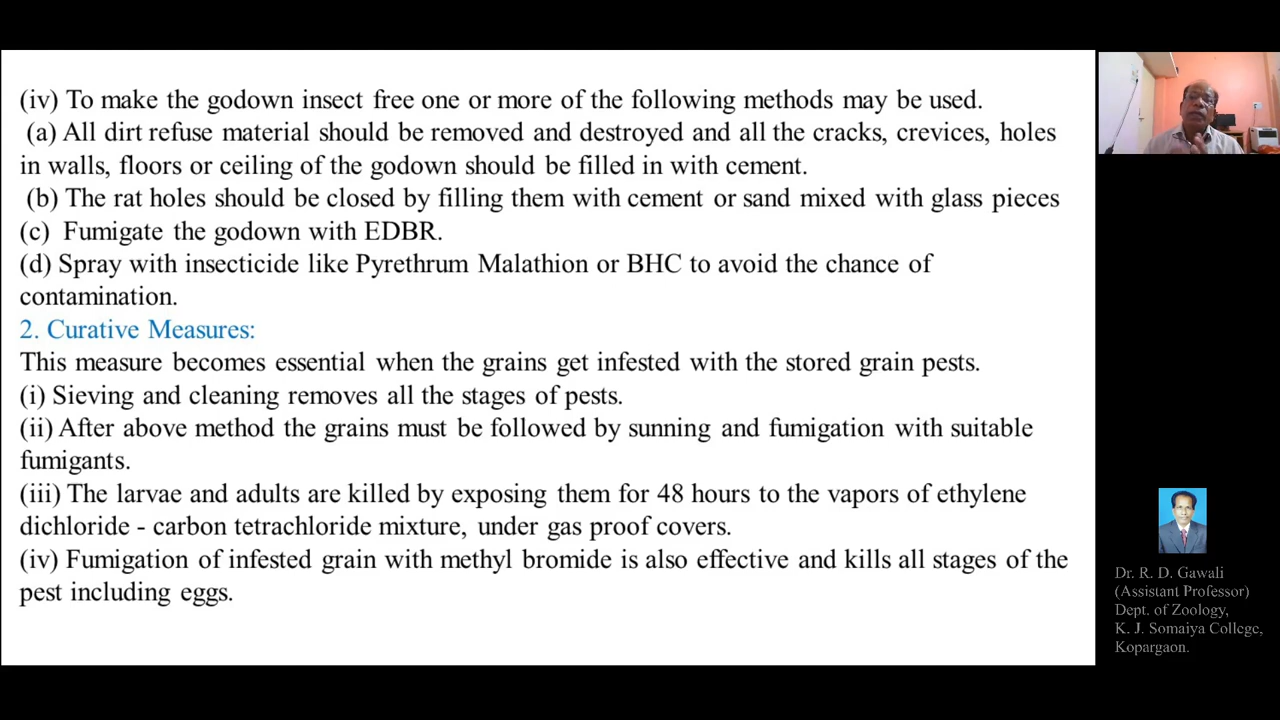 (iv) To make the godown insect free one or more of the following methods may be used.
(a) All dirt refuse material should be removed and destroyed and all the cracks, crevices, holes
in walls, floors or ceiling of the godown should be filled in with cement.
(b) The rat holes should be closed by filling them with cement or sand mixed with glass pieces
(c) Fumigate the godown with EDBR.
(d) Spray with insecticide like Pyrethrum Malathion or BHC to avoid the chance of
contamination.
2. Curative Measures:
This measure becomes essential when the grains get infested with the stored grain pests.
(i) Sieving and cleaning removes all the stages of pests.
(ii) After above method the grains must be followed by sunning and fumigation with suitable
fumigants.
(iii) The larvae and adults are killed by exposing them for 48 hours to the vapors of ethylene
dichloride - carbon tetrachloride mixture, under gas proof covers.
(iv) Fumigation of infested grain with methyl bromide is also effective and kills all stages of the
pest including eggs.
Dr. R. D. Gawali
(Assistant Professor)
Dept. of Zoology,
K. J. Somaiya College,
Kopargaon.